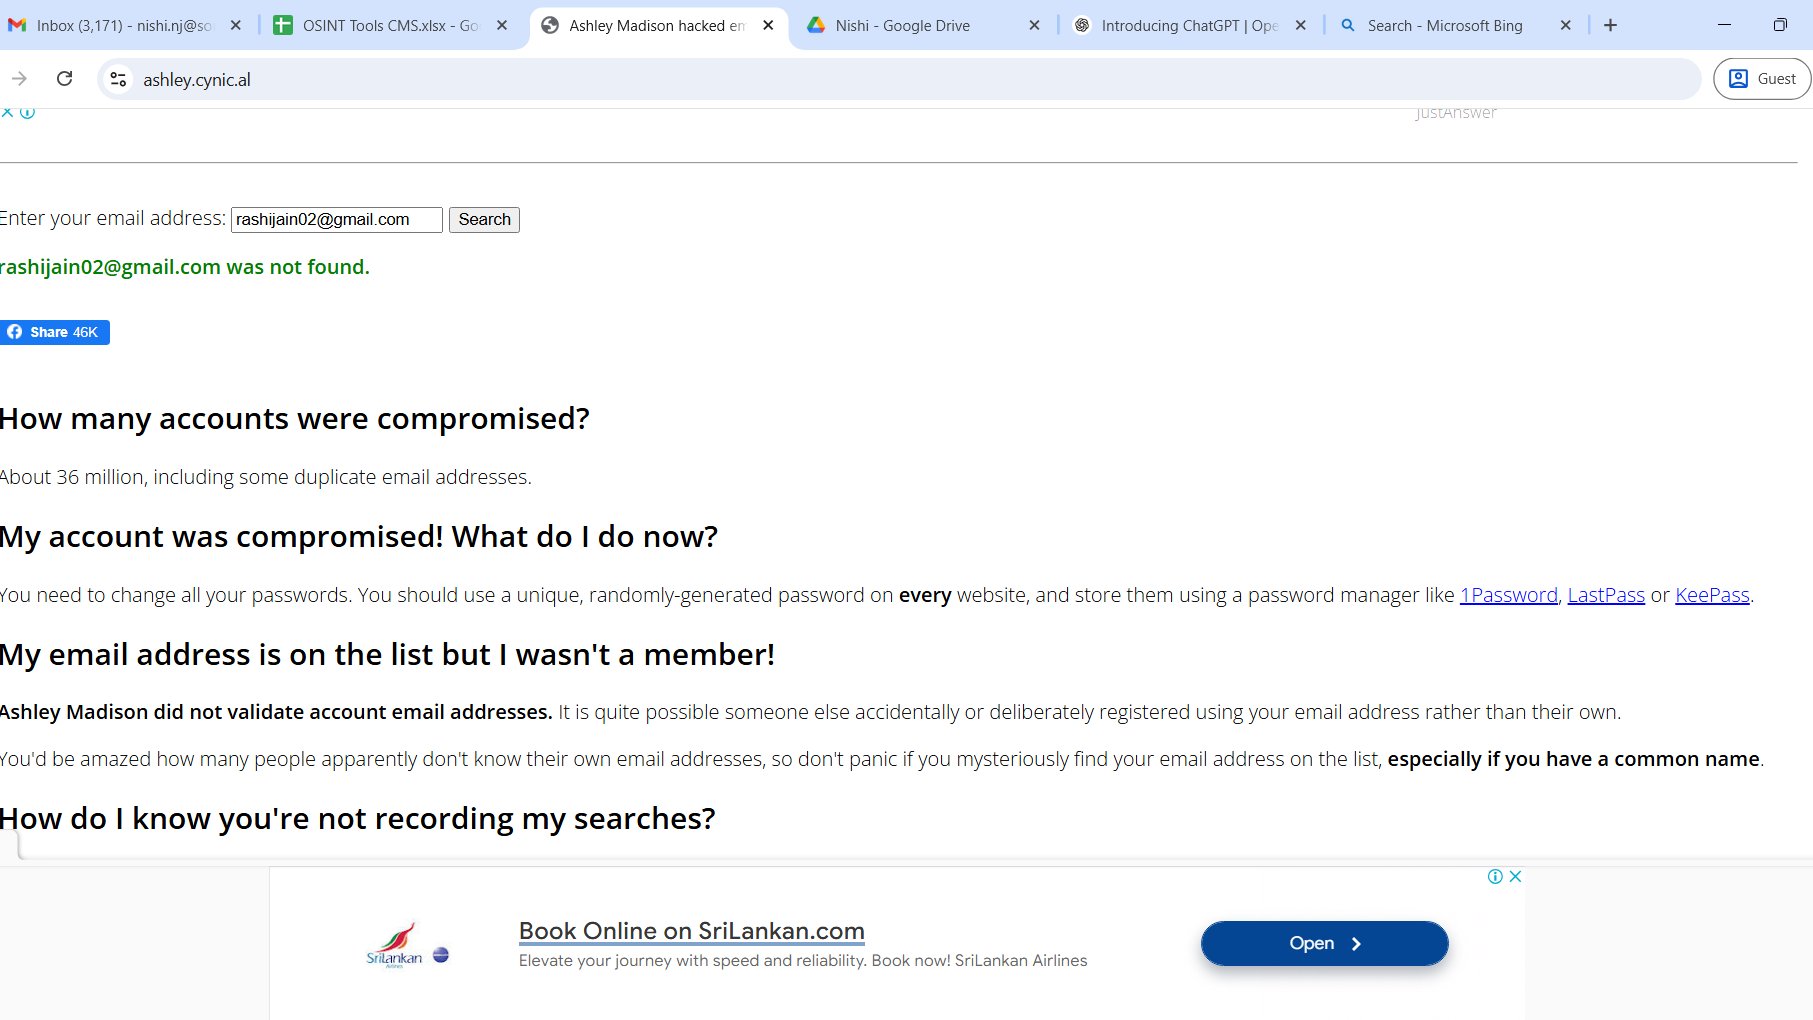 Inbox (3,171) - nishi.nj@so
OSINT Tools CMS.xlsx - Go
Ashley Madison hacked em
Nishi - Google Drive
Introducing ChatGPT | Ope
Search - Microsoft Bing
ashley.cynic.al
Guest
JustAnswer
Enter your email address: rashijain02@gmail.com Search
rashijain02@gmail.com was not found.
Share 46K
How many accounts were compromised?
About 36 million, including some duplicate email addresses.
My account was compromised! What do I do now?
You need to change all your passwords. You should use a unique, randomly-generated password on every website, and store them using a password manager like 1Password, LastPass or KeePass.
My email address is on the list but I wasn't a member!
Ashley Madison did not validate account email addresses. It is quite possible someone else accidentally or deliberately registered using your email address rather than their own.
You'd be amazed how many people apparently don't know their own email addresses, so don't panic if you mysteriously find your email address on the list, especially if you have a common name.
How do I know you're not recording my searches?
Book Online on SriLankan.com
Elevate your journey with speed and reliability. Book now! SriLankan Airlines
Open
SriLankan
Airlines